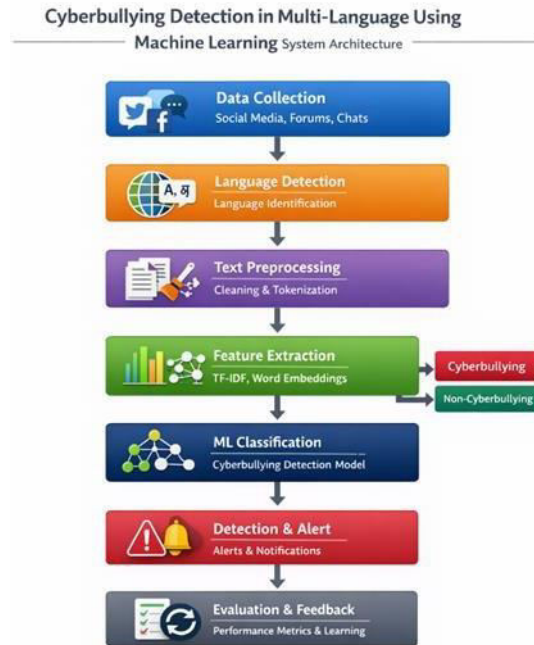 Cyberbullying Detection in Multi-Language Using
Machine Learning System Architecture
Data Collection
Social Media, Forums, Chats
A, अ
Language Detection
Language Identification
Text Preprocessing
Cleaning & Tokenization
Feature Extraction
TF-IDF, Word Embeddings
Cyberbullying
Non-Cyberbullying
ML Classification
Cyberbullying Detection Model
Detection & Alert
Alerts & Notifications
Evaluation & Feedback
Performance Metrics & Learning